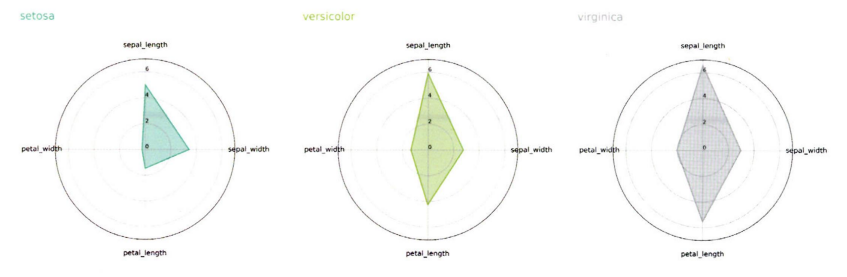 setosa
sepal_length
6
4
2
0
petal_width
sepal_width
petal_length
versicolor
sepal_length
6
4
2
0
petal_width
sepal_width
petal_length
virginica
sepal_length
6
4
2
0
petal_width
sepal_width
petal_length